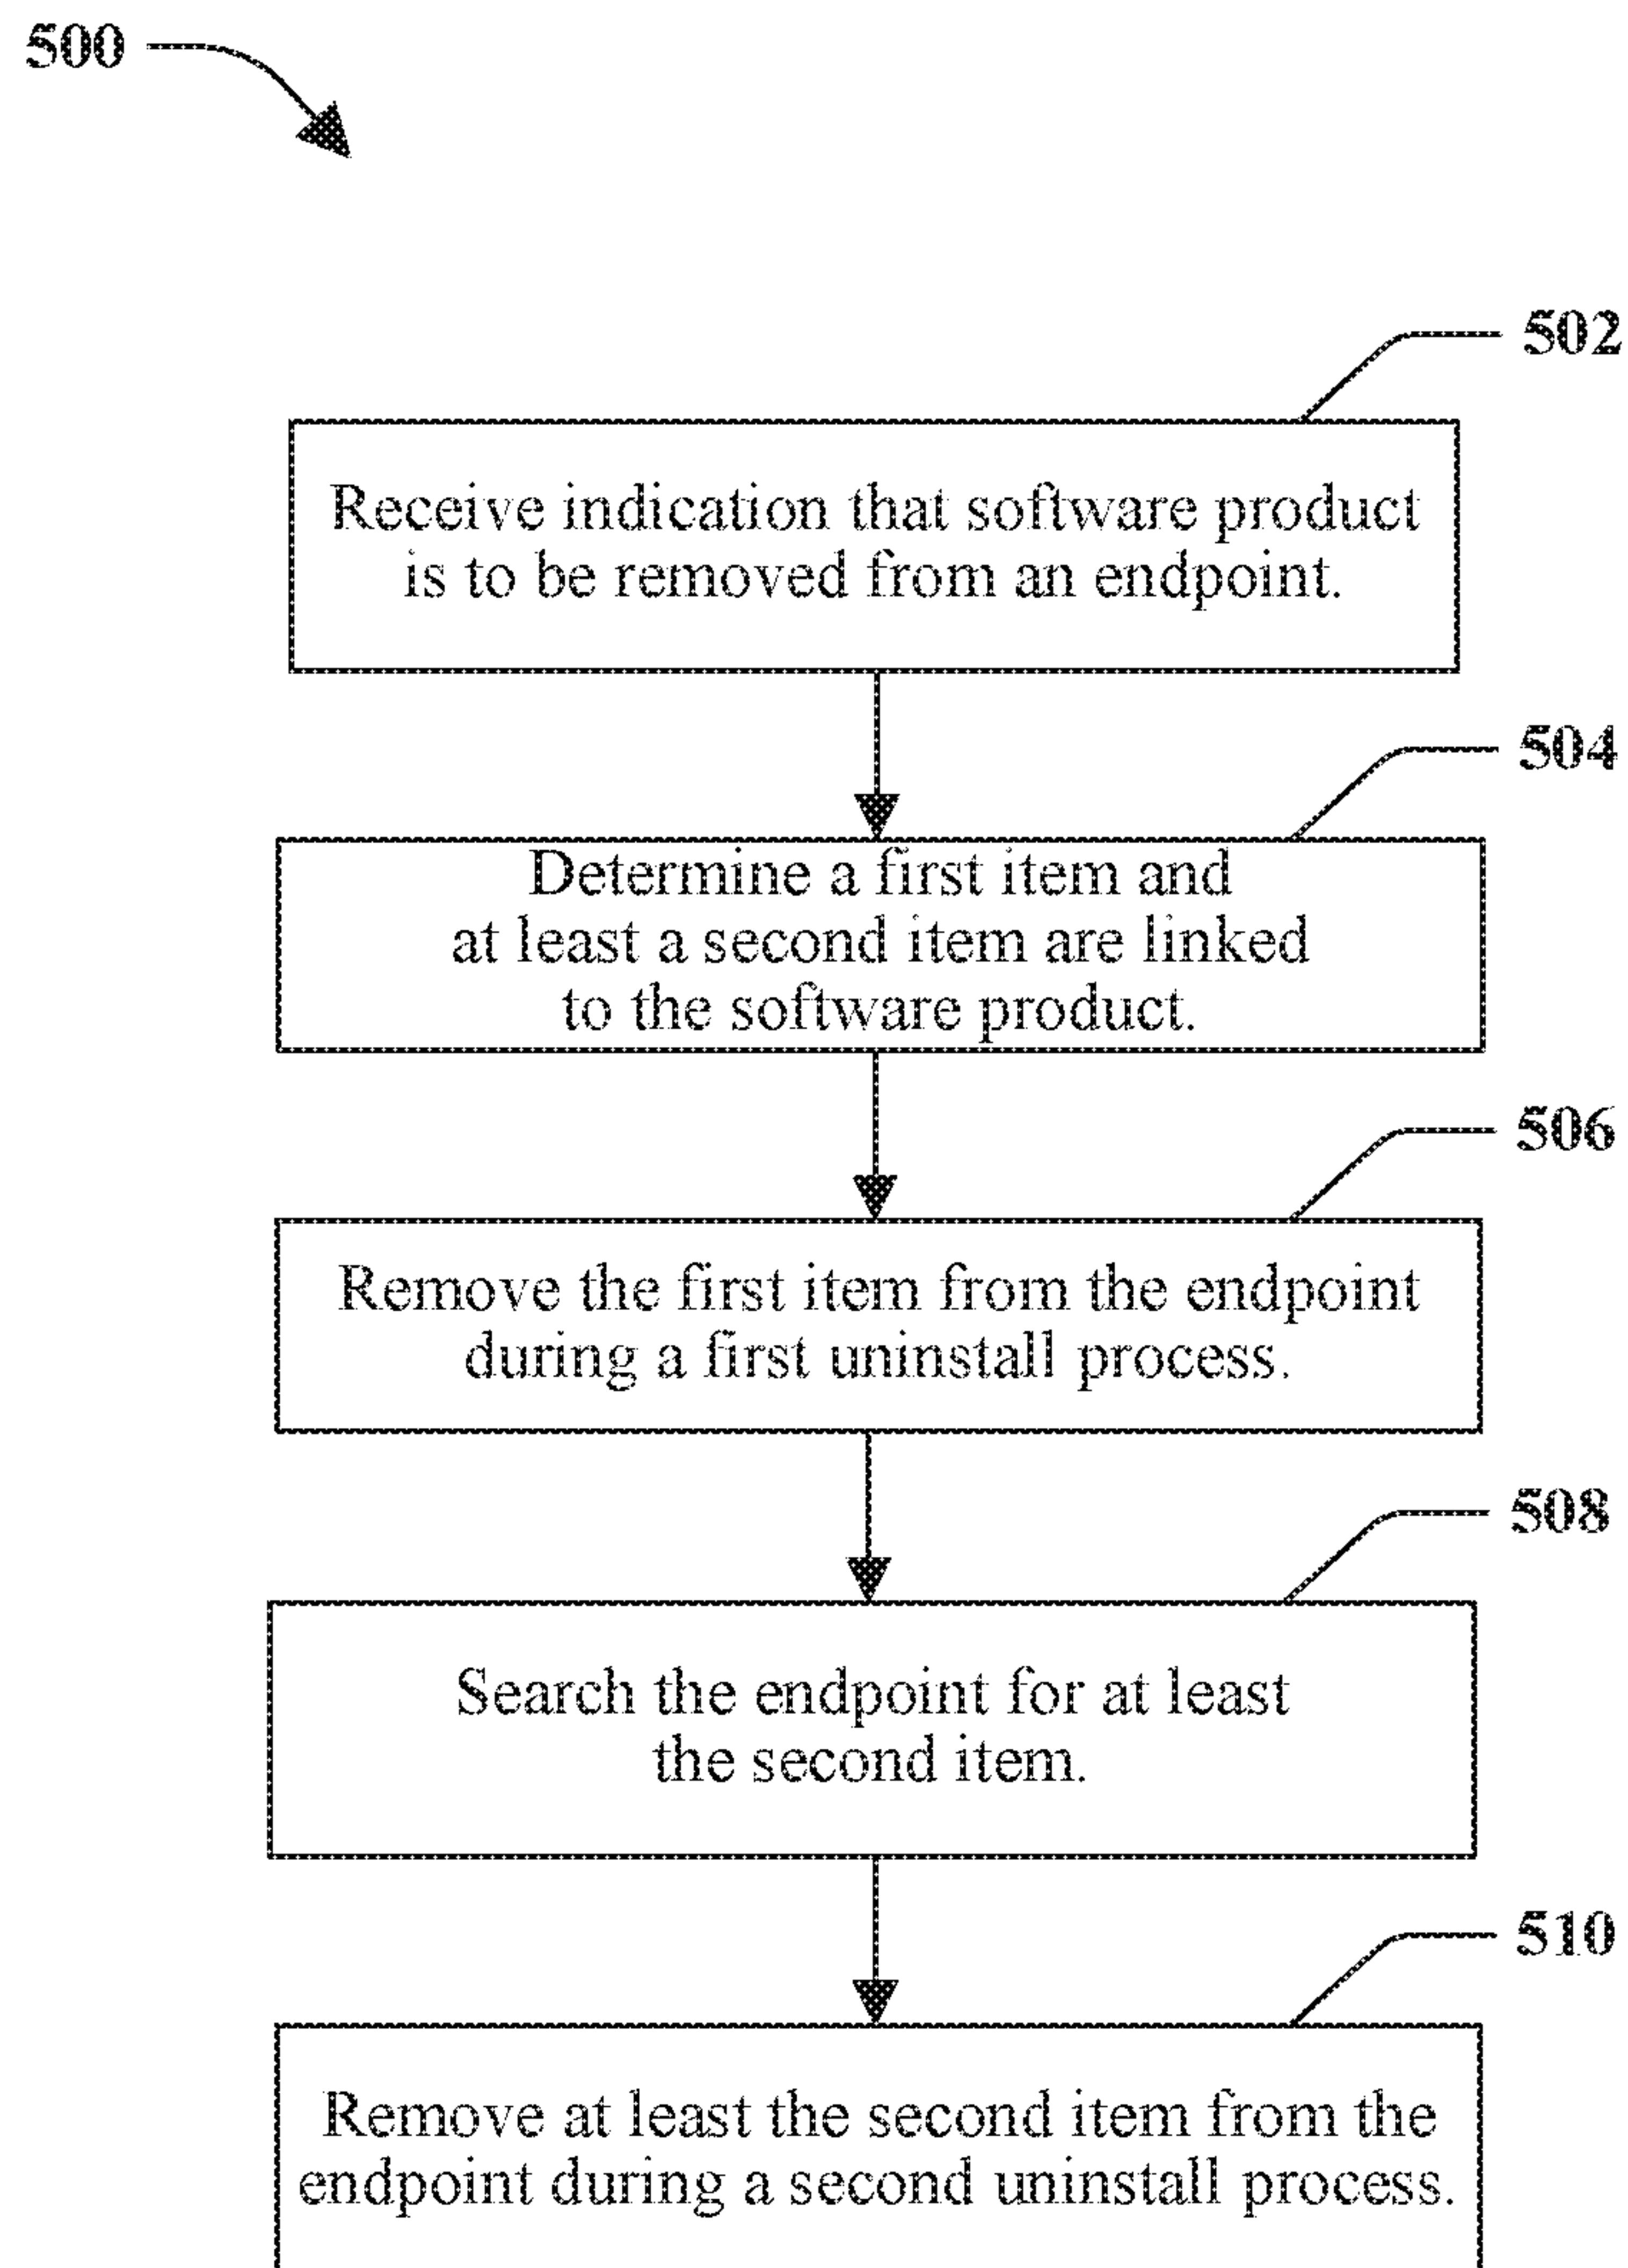 500
502
Receive indication that software product
is to be removed from an endpoint.
504
Determine a first item and
at least a second item are linked
to the software product.
506
Remove the first item from the endpoint
during a first uninstall process.
508
Search the endpoint for at least
the second item.
510
Remove at least the second item from the
endpoint during a second uninstall process.